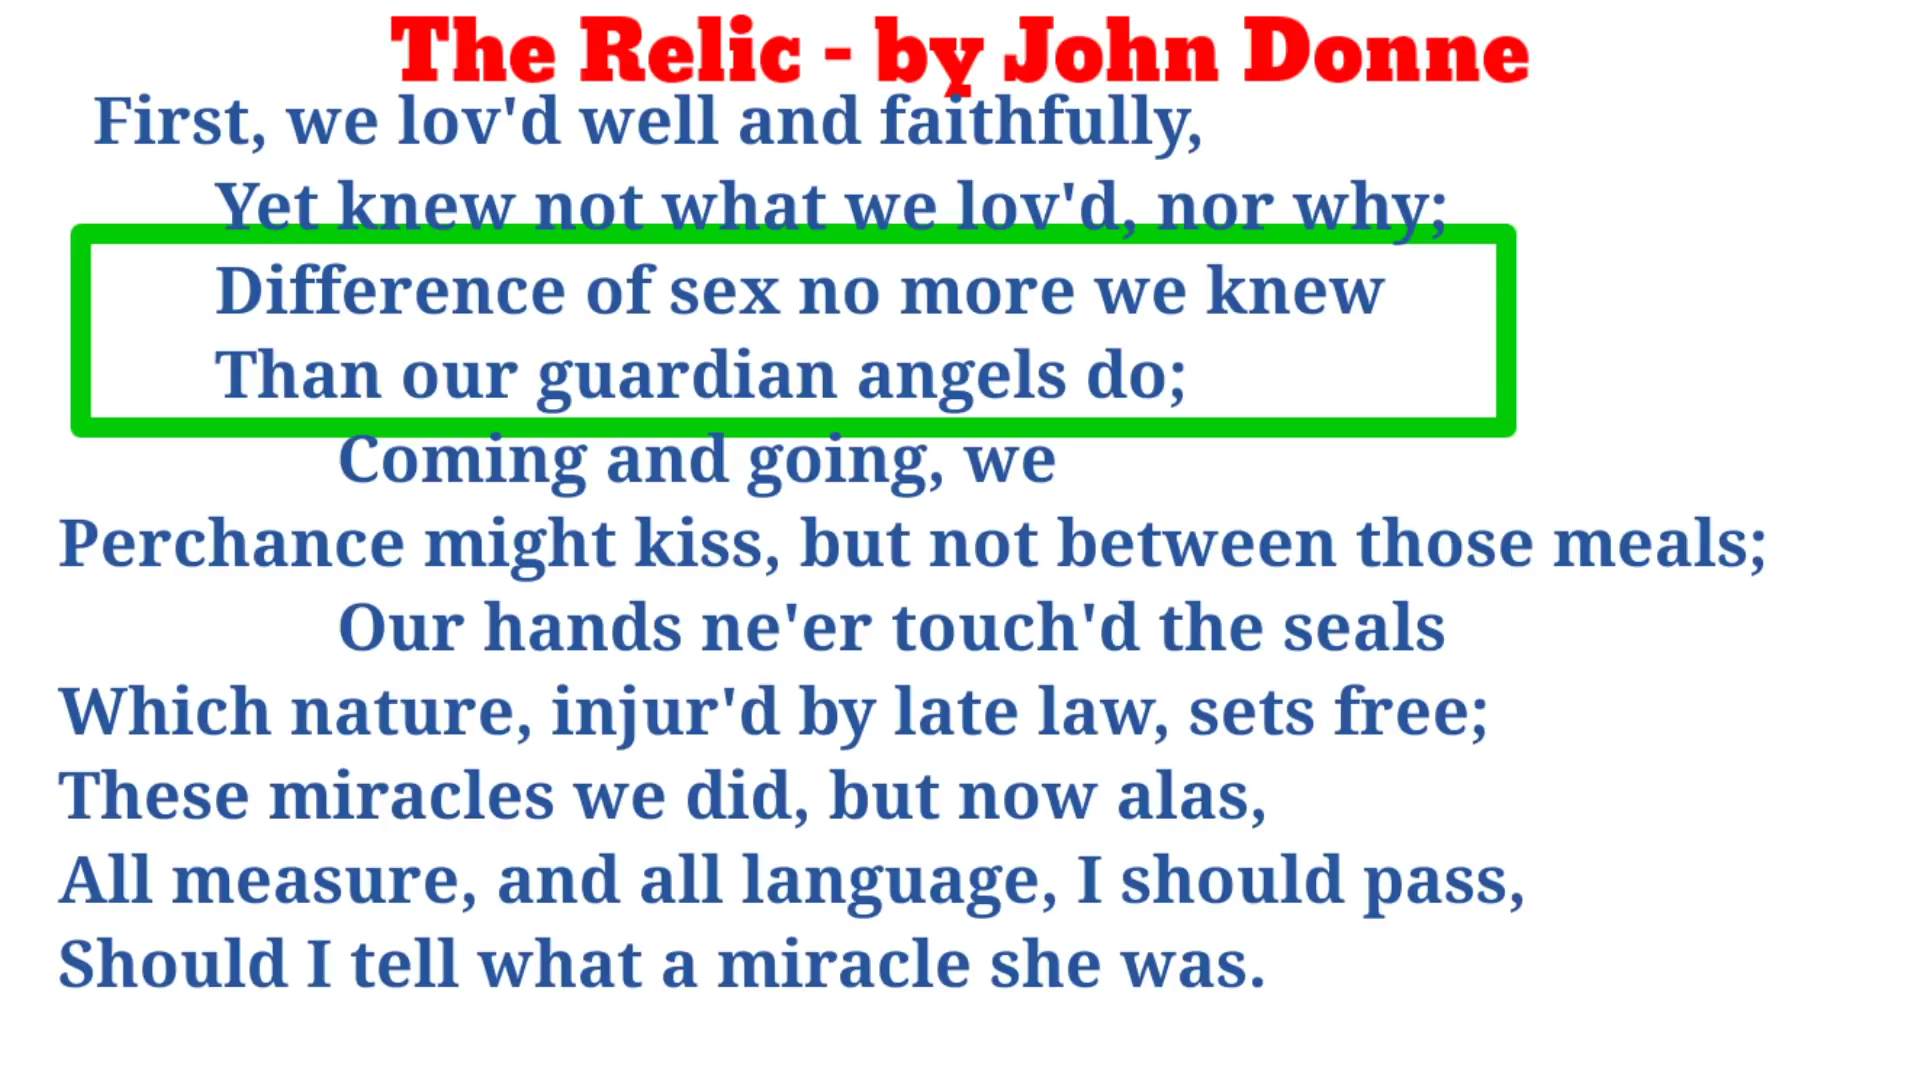 The Relic - by John Donne
First, we lov'd well and faithfully,
Yet knew not what we lov'd, nor why;
Difference of sex no more we knew
Than our guardian angels do;
Coming and going, we
Perchance might kiss, but not between those meals;
Our hands ne'er touch'd the seals
Which nature, injur'd by late law, sets free;
These miracles we did, but now alas,
All measure, and all language, I should pass,
Should I tell what a miracle she was.